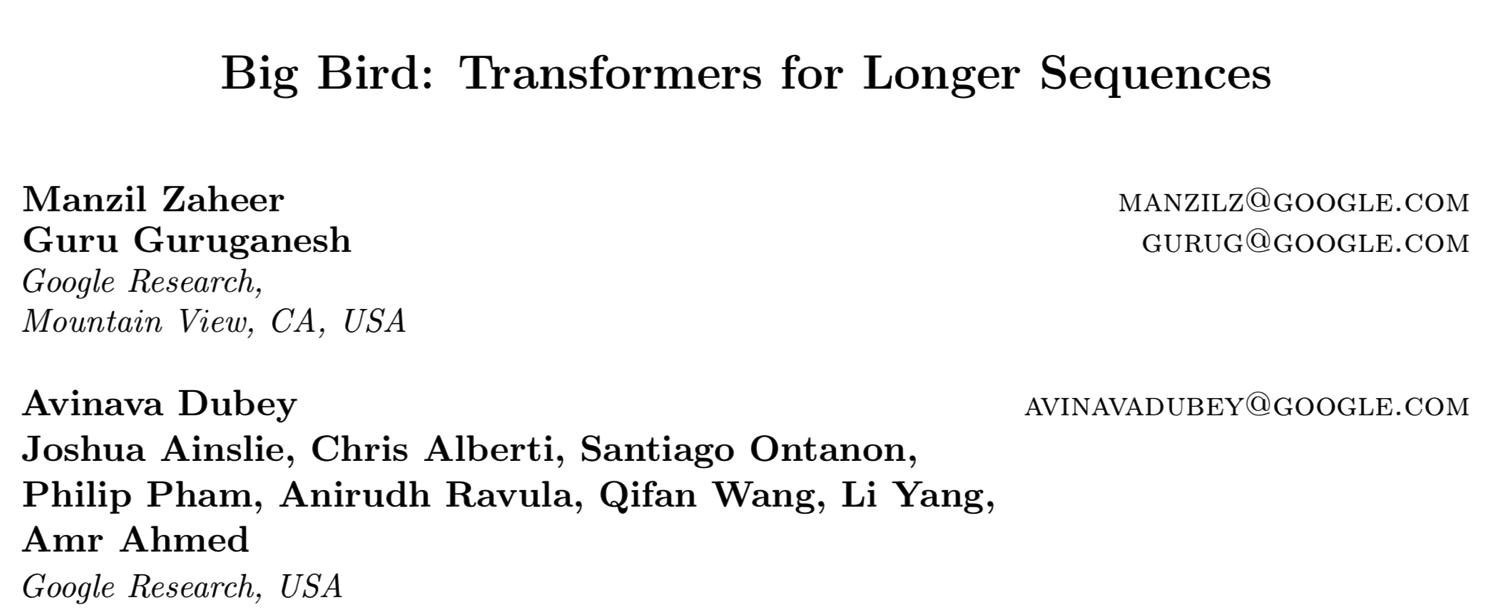 Big Bird: Transformers for Longer Sequences
Manzil Zaheer MANZILZ@GOOGLE.COM
Guru Guruganesh GURUG@GOOGLE.COM
Google Research,
Mountain View, CA, USA
Avinava Dubey AVINAVADUBEY@GOOGLE.COM
Joshua Ainslie, Chris Alberti, Santiago Ontanon,
Philip Pham, Anirudh Ravula, Qifan Wang, Li Yang,
Amr Ahmed
Google Research, USA